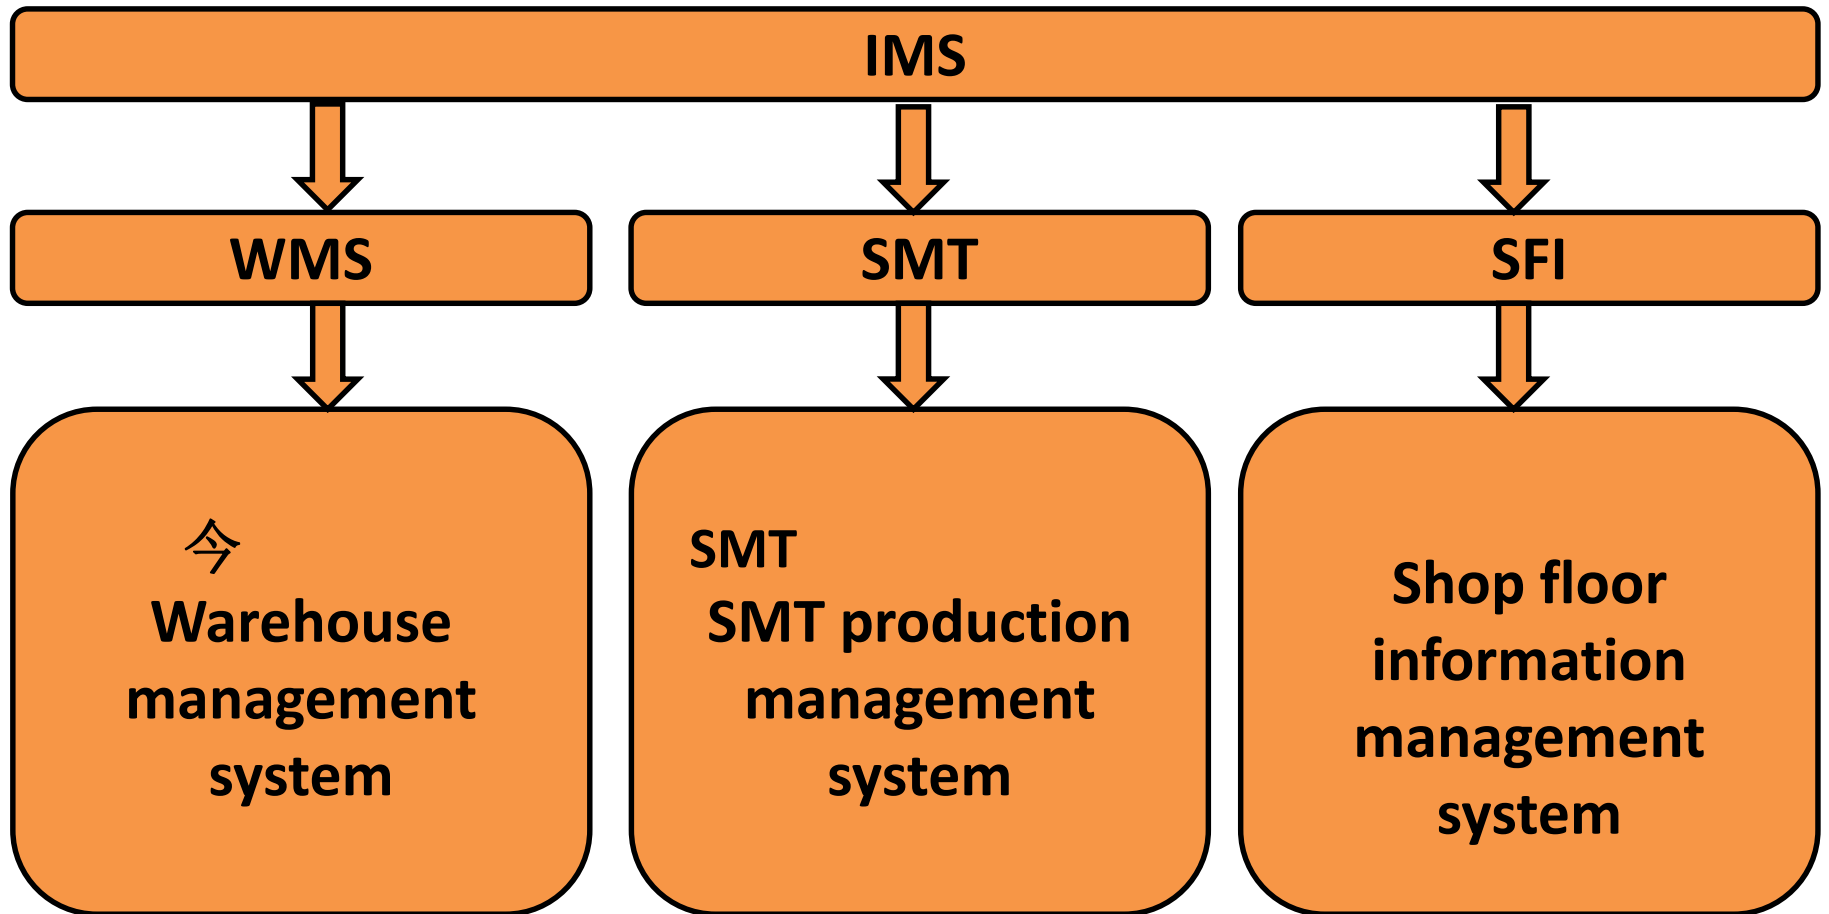 IMS
WMS
SMT
SFI
今
Warehouse
management
system
SMT
SMT production
management
system
Shop floor
information
management
system